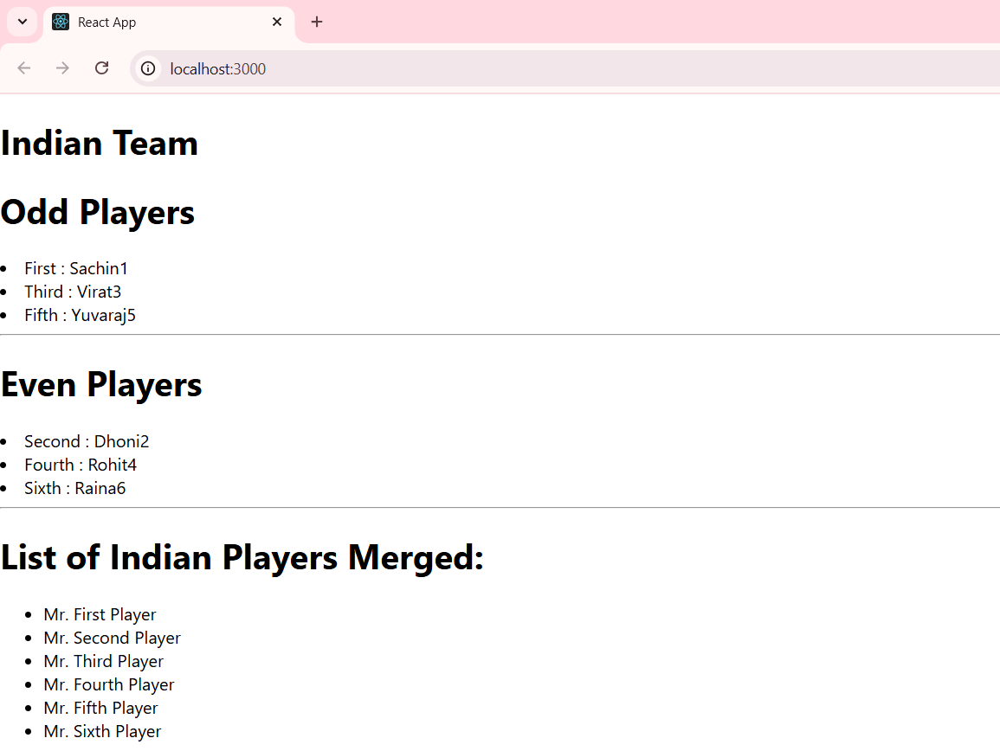 React App
localhost:3000
Indian Team
Odd Players
First : Sachin1
Third : Virat3
Fifth : Yuvaraj5
Even Players
Second : Dhoni2
Fourth : Rohit4
Sixth : Raina6
List of Indian Players Merged:
Mr. First Player
Mr. Second Player
Mr. Third Player
Mr. Fourth Player
Mr. Fifth Player
Mr. Sixth Player